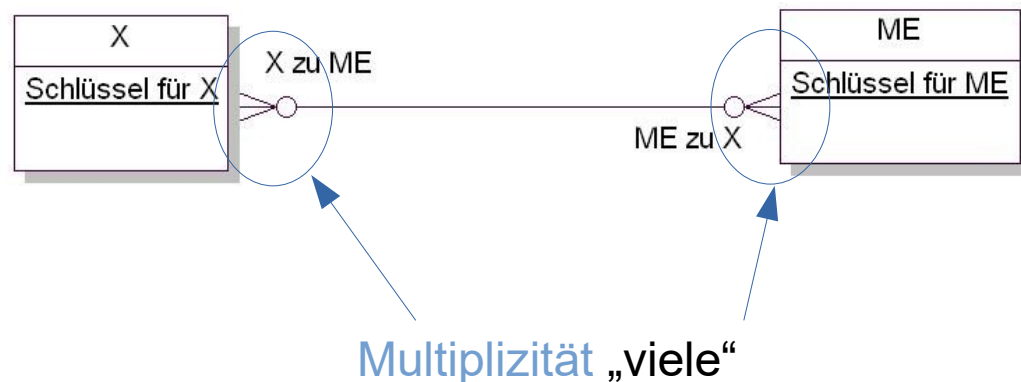 X
Schlüssel für X
X zu ME
ME
Schlüssel für ME
ME zu X
Multiplizität „viele“